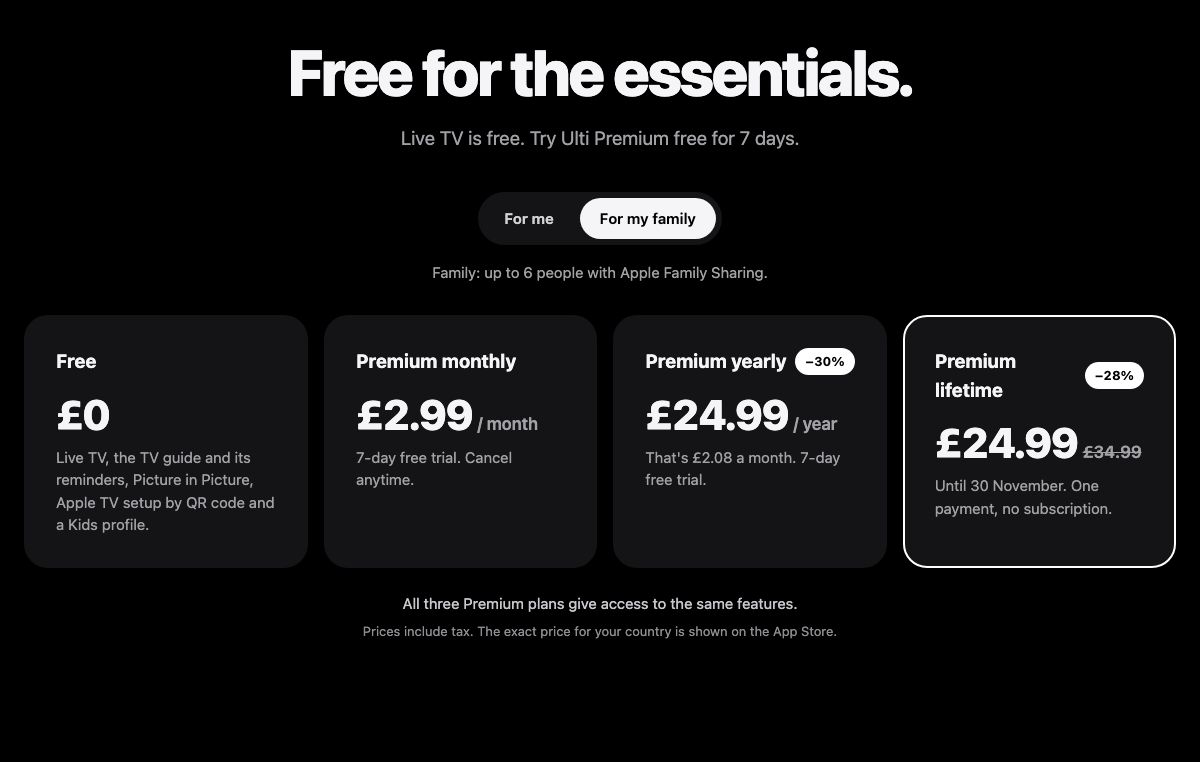 Free for the essentials.
Live TV is free. Try Ulti Premium free for 7 days.
For me
For my family
Family: up to 6 people with Apple Family Sharing.
Free
£0
Live TV, the TV guide and its
reminders, Picture in Picture,
Apple TV setup by QR code and
a Kids profile.
Premium monthly
£2.99 / month
7-day free trial. Cancel
anytime.
Premium yearly −30%
£24.99 / year
That's £2.08 a month. 7-day
free trial.
Premium
lifetime
−28%
£24.99 £34.99
Until 30 November. One
payment, no subscription.
All three Premium plans give access to the same features.
Prices include tax. The exact price for your country is shown on the App Store.